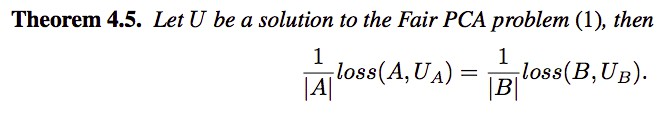 Theorem 4.5. Let U be a solution to the Fair PCA problem (1), then
1/|A| loss(A, U_A) = 1/|B| loss(B, U_B).